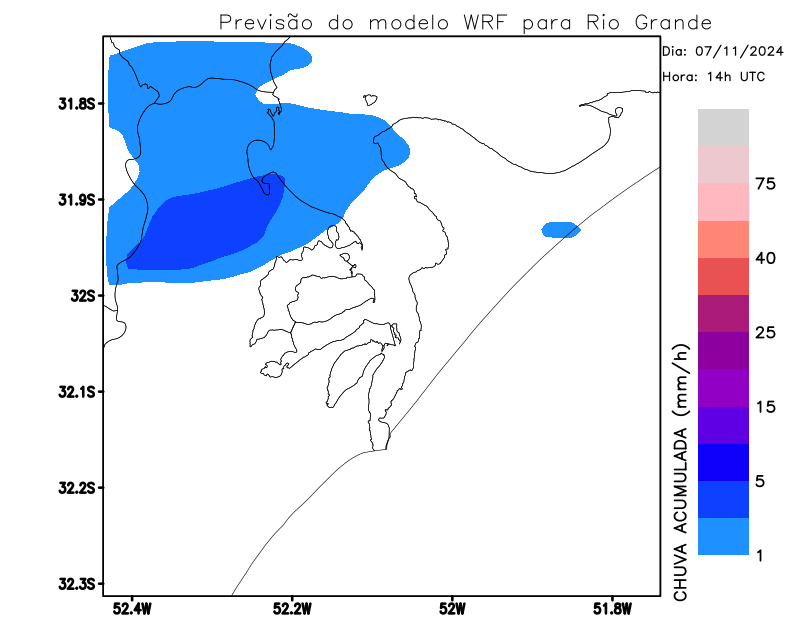 Previsão do modelo WRF para Rio Grande
Dia: 07/11/2024
Hora: 14h UTC
31.8S
31.9S
32S
32.1S
32.2S
32.3S
52.4W
52.2W
52W
51.8W
75
40
25
15
5
1
CHUVA ACUMULADA (mm/h)